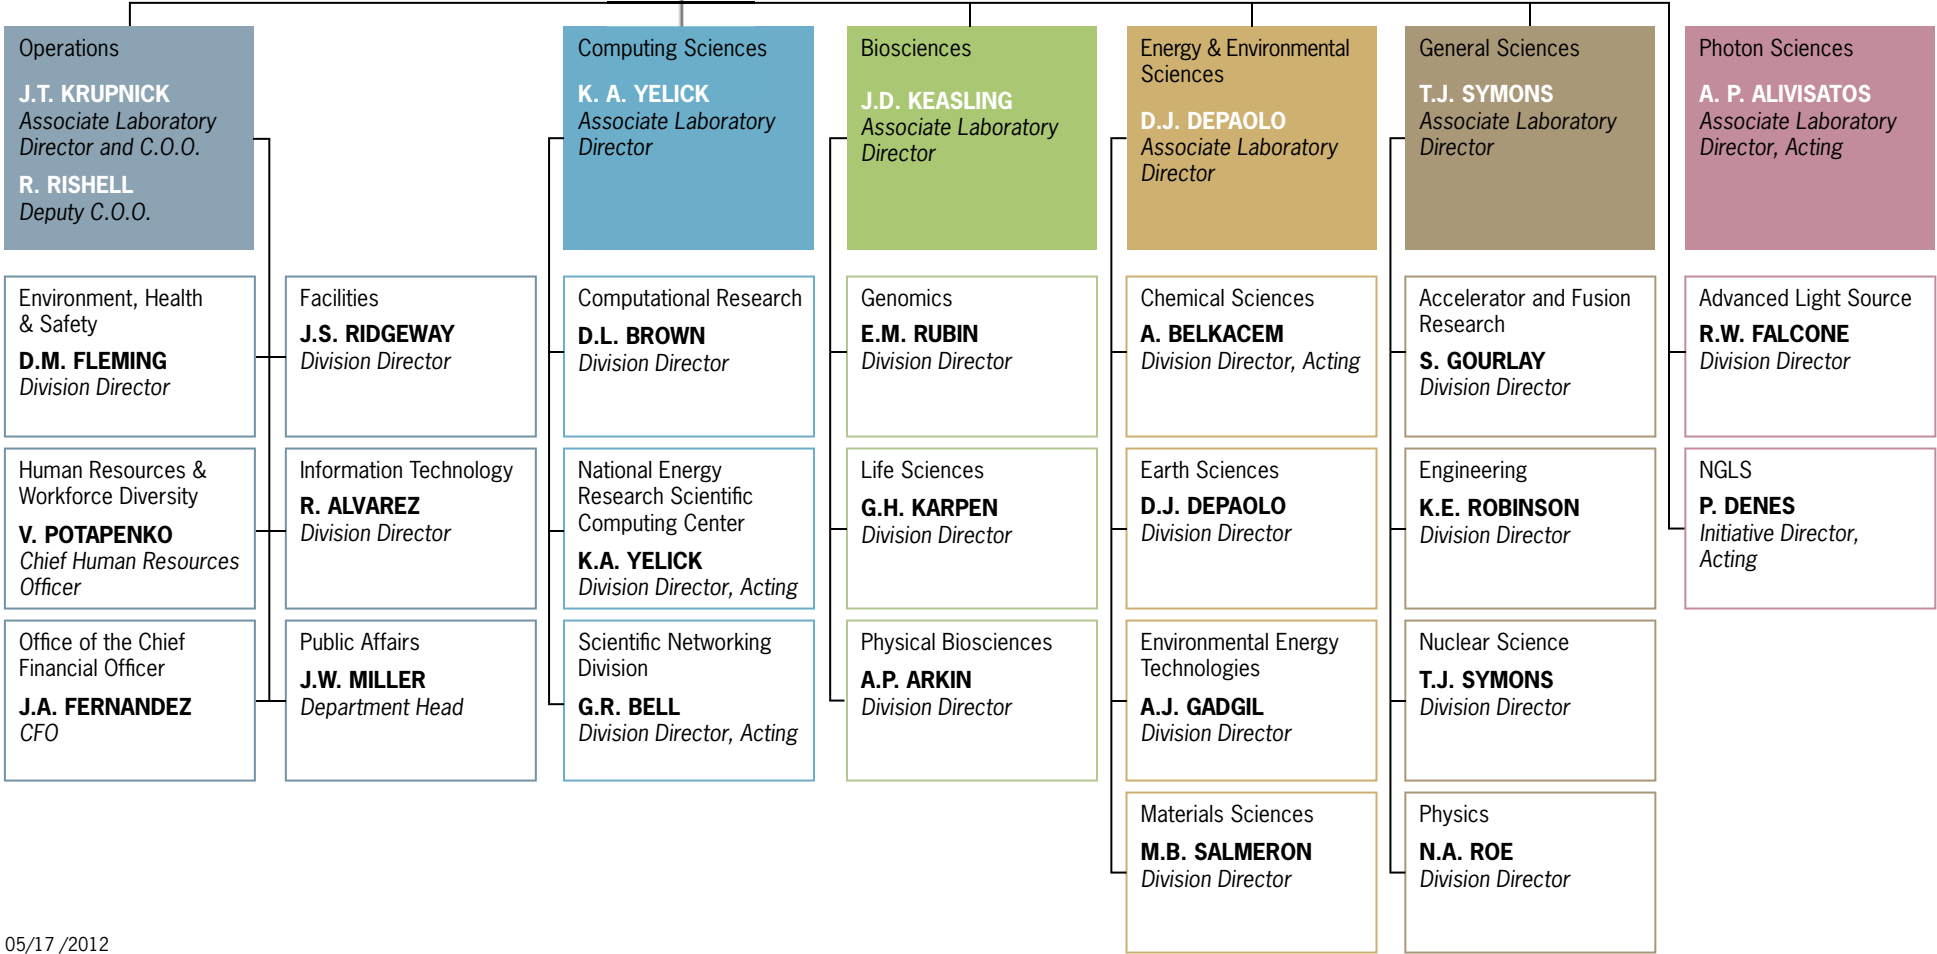 Operations
J.T. KRUPNICK
Associate Laboratory
Director and C.O.O.
R. RISHELL
Deputy C.O.O.
Computing Sciences
K. A. YELICK
Associate Laboratory
Director
Biosciences
J.D. KEASLING
Associate Laboratory
Director
Energy & Environmental
Sciences
D.J. DEPAOLO
Associate Laboratory
Director
General Sciences
T.J. SYMONS
Associate Laboratory
Director
Photon Sciences
A. P. ALIVISATOS
Associate Laboratory
Director, Acting
Environment, Health
& Safety
D.M. FLEMING
Division Director
Facilities
J.S. RIDGEWAY
Division Director
Computational Research
D.L. BROWN
Division Director
Genomics
E.M. RUBIN
Division Director
Chemical Sciences
A. BELKACEM
Division Director, Acting
Accelerator and Fusion
Research
S. GOURLAY
Division Director
Advanced Light Source
R.W. FALCONE
Division Director
Human Resources &
Workforce Diversity
V. POTAPENKO
Chief Human Resources
Officer
Information Technology
R. ALVAREZ
Division Director
National Energy
Research Scientific
Computing Center
K.A. YELICK
Division Director, Acting
Life Sciences
G.H. KARPEN
Division Director
Earth Sciences
D.J. DEPAOLO
Division Director
Engineering
K.E. ROBINSON
Division Director
NGLS
P. DENES
Initiative Director,
Acting
Office of the Chief
Financial Officer
J.A. FERNANDEZ
CFO
Public Affairs
J.W. MILLER
Department Head
Scientific Networking
Division
G.R. BELL
Division Director, Acting
Physical Biosciences
A.P. ARKIN
Division Director
Environmental Energy
Technologies
A.J. GADGIL
Division Director
Nuclear Science
T.J. SYMONS
Division Director
Materials Sciences
M.B. SALMERON
Division Director
Physics
N.A. ROE
Division Director
05/17 /2012